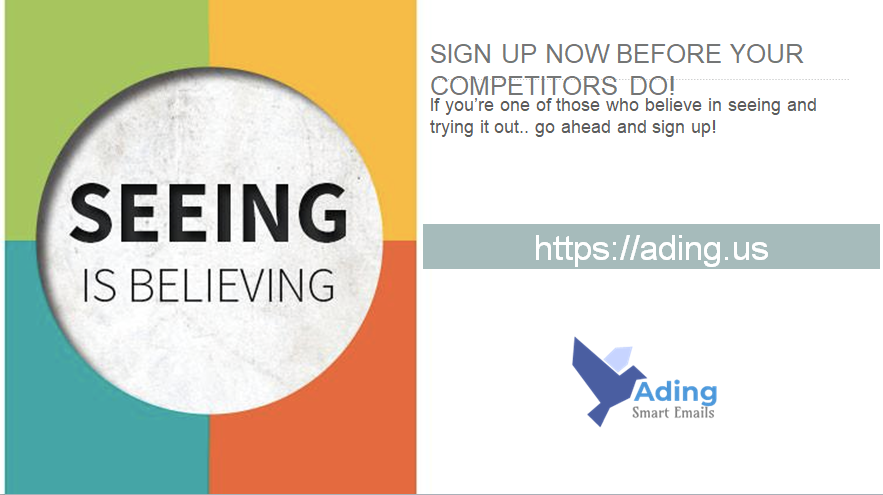 SEEING
IS BELIEVING
SIGN UP NOW BEFORE YOUR
COMPETITORS DO!
If you’re one of those who believe in seeing and
trying it out.. go ahead and sign up!
https://ading.us
Ading
Smart Emails